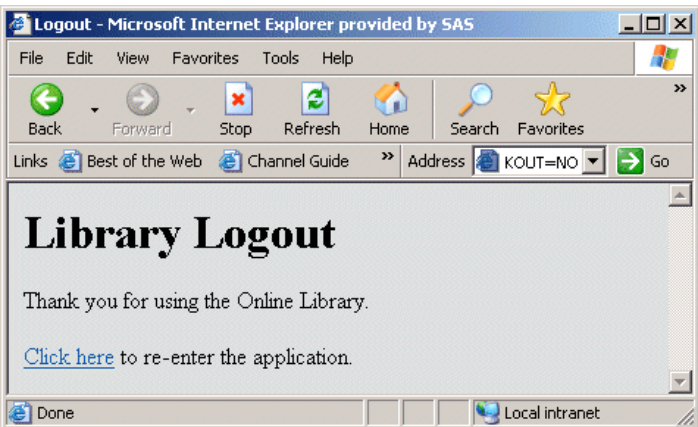 Logout - Microsoft Internet Explorer provided by SAS
File Edit View Favorites Tools Help
Back Forward Stop Refresh Home Search Favorites
Links Best of the Web Channel Guide » Address KOUT=NO Go
Library Logout
Thank you for using the Online Library.
Click here to re-enter the application.
Done Local intranet